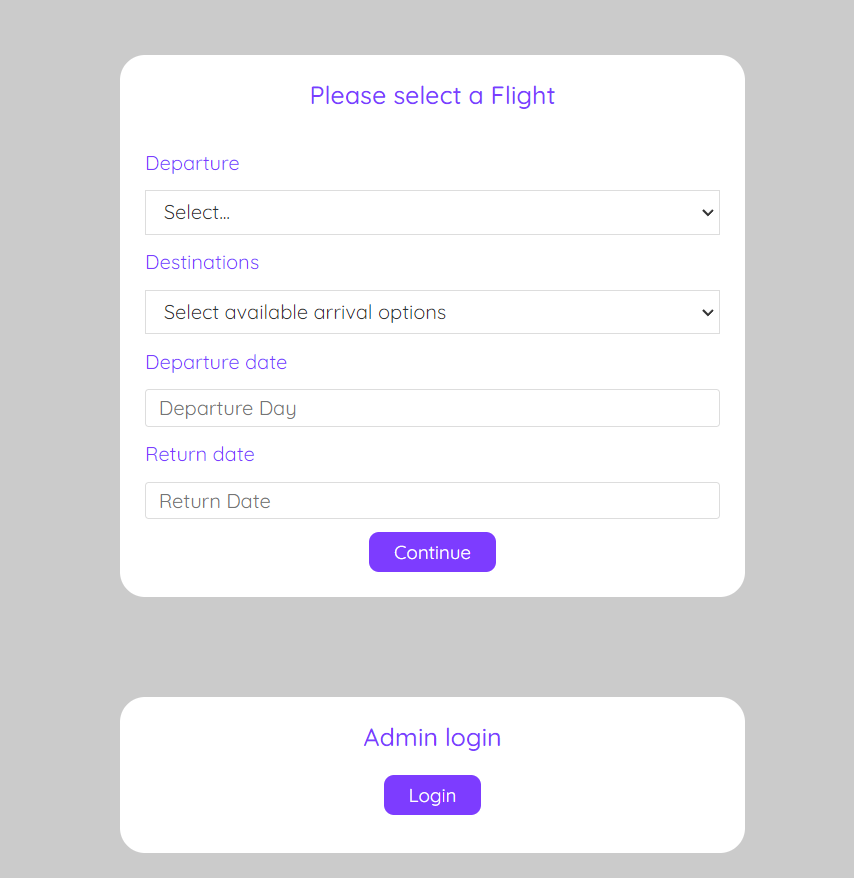 Please select a Flight
Departure
Select...
Destinations
Select available arrival options
Departure date
Departure Day
Return date
Return Date
Continue
Admin login
Login